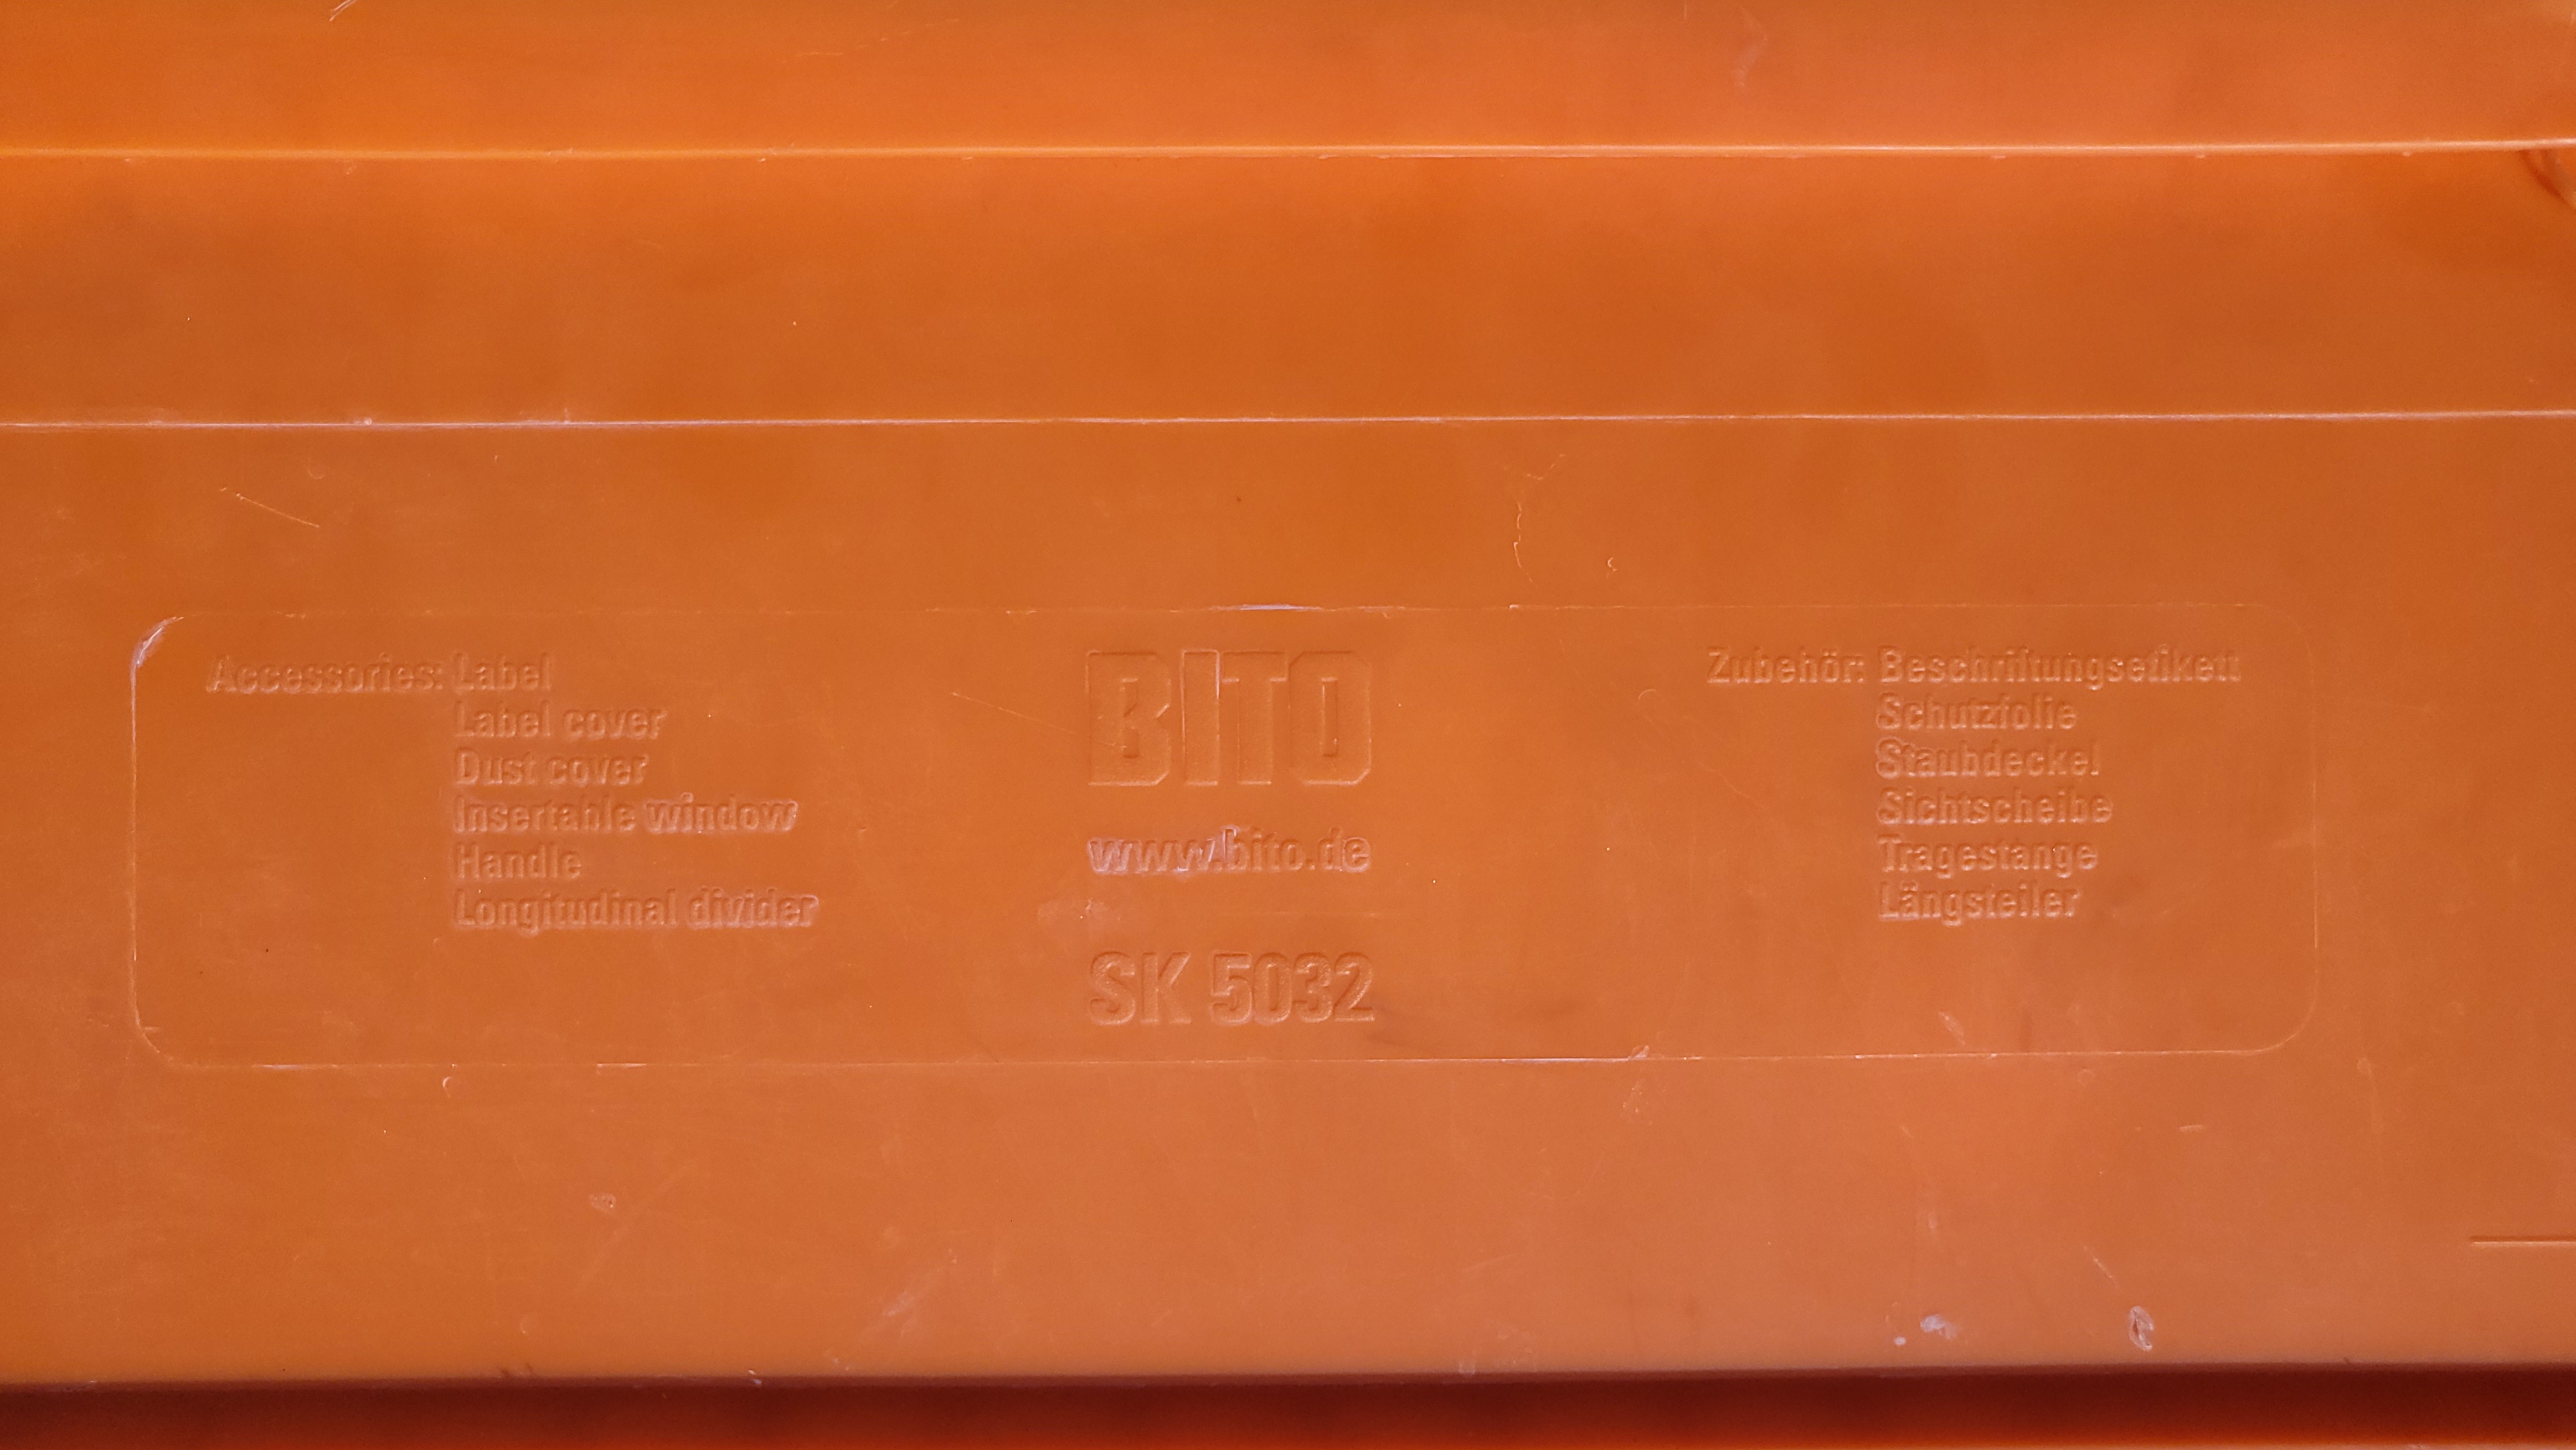 Accessories: Label
Label cover
Dust cover
Insertable window
Handle
Longitudinal divider
BITO
www.bito.de
SK 5032
Zubehör: Beschriftungsetikett
Schutzfolie
Staubdeckel
Sichtscheibe
Tragestange
Längsteiler